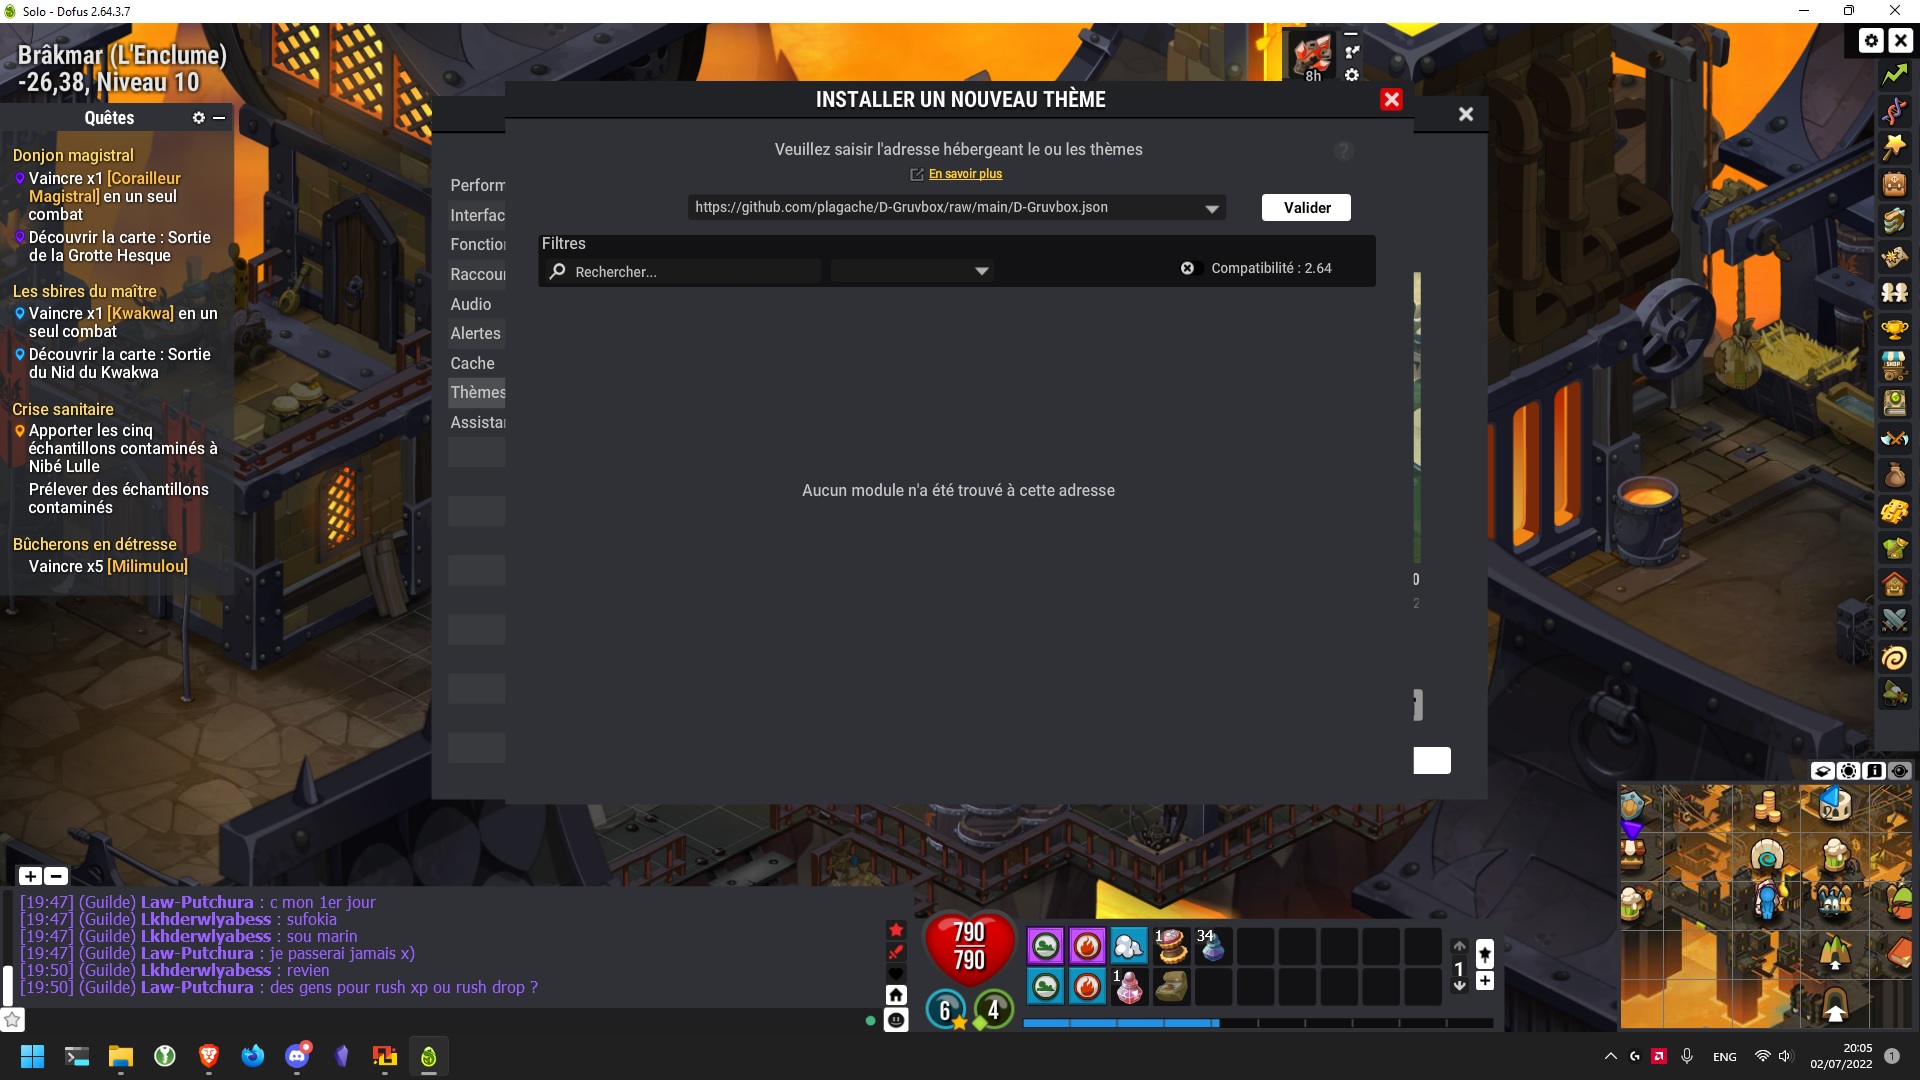 Solo - Dofus 2.64.3.7
Brâkmar (L'Enclume)
-26,38, Niveau 10
8h
Quêtes
Donjon magistral
Vaincre x1 [Corailleur
Magistral] en un seul
combat
Découvrir la carte : Sortie
de la Grotte Hesque
Les sbires du maître
Vaincre x1 [Kwakwa] en un
seul combat
Découvrir la carte : Sortie
du Nid du Kwakwa
Crise sanitaire
Apporter les cinq
échantillons contaminés à
Nibé Lulle
Prélever des échantillons
contaminés
Bûcherons en détresse
Vaincre x5 [Milimulou]
Perform
Interfac
Fonctio
Raccou
Audio
Alertes
Cache
Thèmes
Assista
INSTALLER UN NOUVEAU THÈME
Veuillez saisir l'adresse hébergeant le ou les thèmes
?
En savoir plus
https://github.com/plagache/D-Gruvbox/raw/main/D-Gruvbox.json
Valider
Filtres
Rechercher...
Compatibilité : 2.64
Aucun module n'a été trouvé à cette adresse
0
2
SHOP
[19:47] (Guilde) Law-Putchura : c mon 1er jour
[19:47] (Guilde) Lkhderwlyabess : sufokia
[19:47] (Guilde) Lkhderwlyabess : sou marin
[19:47] (Guilde) Law-Putchura : je passerai jamais x)
[19:50] (Guilde) Lkhderwlyabess : revien
[19:50] (Guilde) Law-Putchura : des gens pour rush xp ou rush drop ?
790
790
6
4
1
34
1
1
ENG
20:05
02/07/2022
1